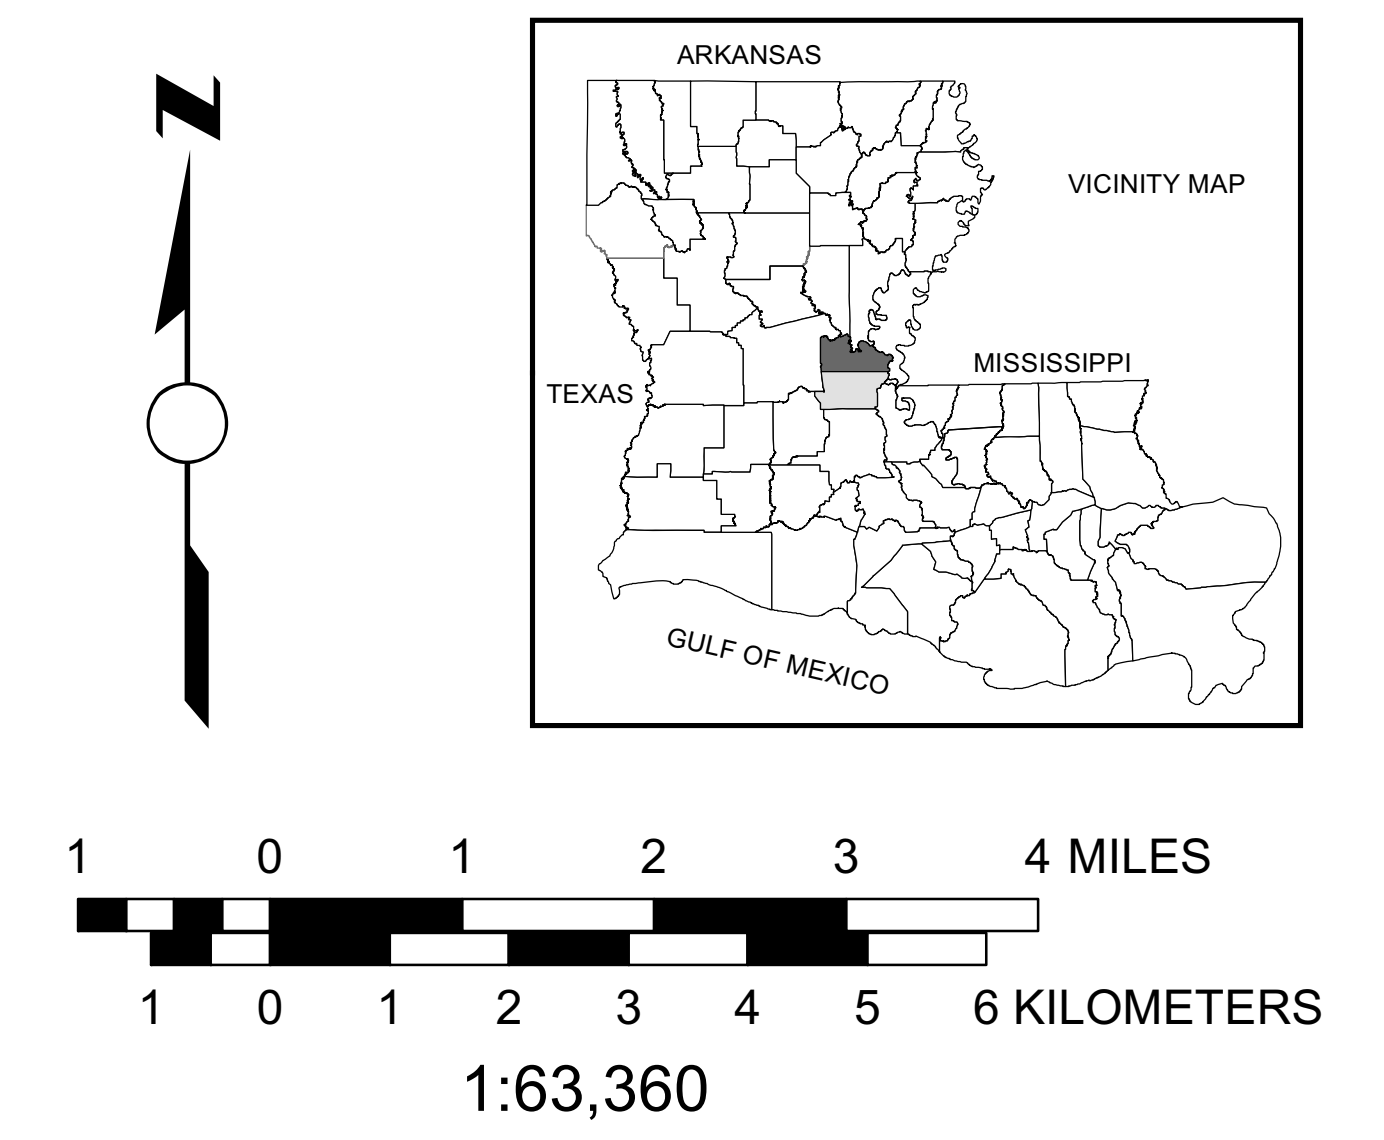 N
ARKANSAS
VICINITY MAP
MISSISSIPPI
TEXAS
GULF OF MEXICO
1 0 1 2 3 4 MILES
1 0 1 2 3 4 5 6 KILOMETERS
1:63,360